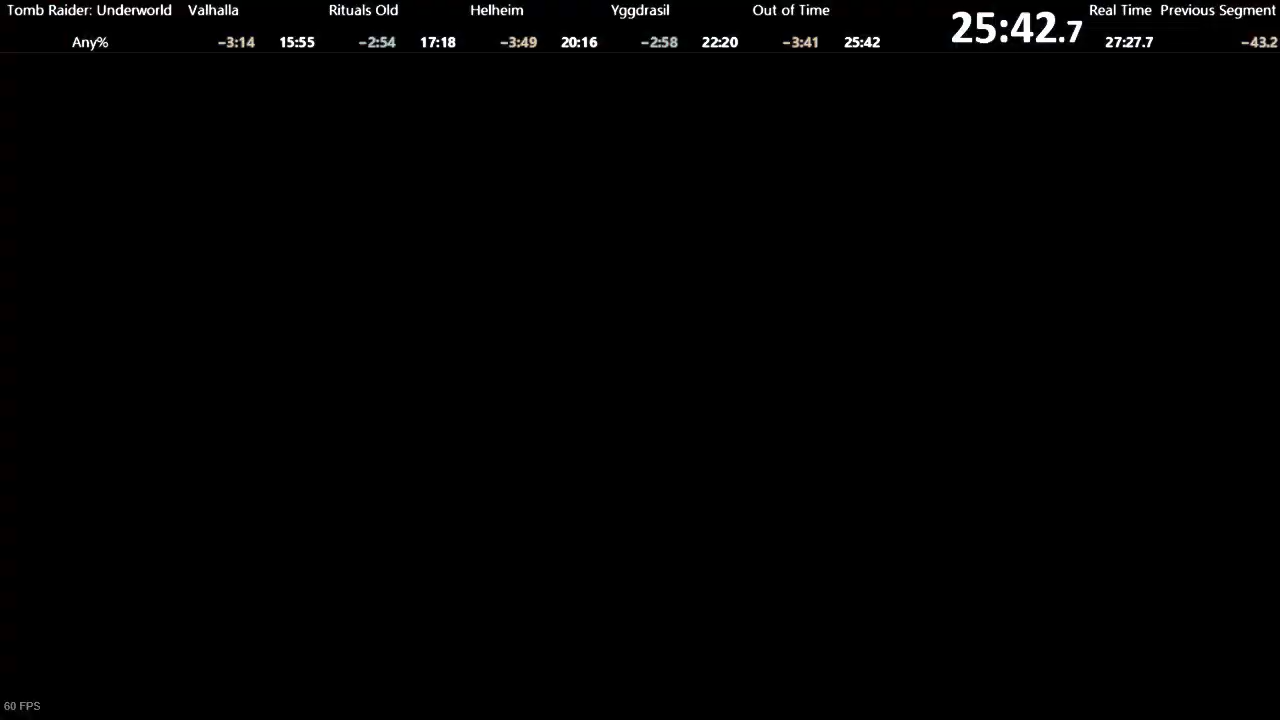 Tomb Raider: Underworld Valhalla Rituals Old Helheim Yggdrasil Out of Time 25:42.7 Real Time Previous Segment
Any% −3:14 15:55 −2:54 17:18 −3:49 20:16 −2:58 22:20 −3:41 25:42 27:27.7 −43.2
60 FPS